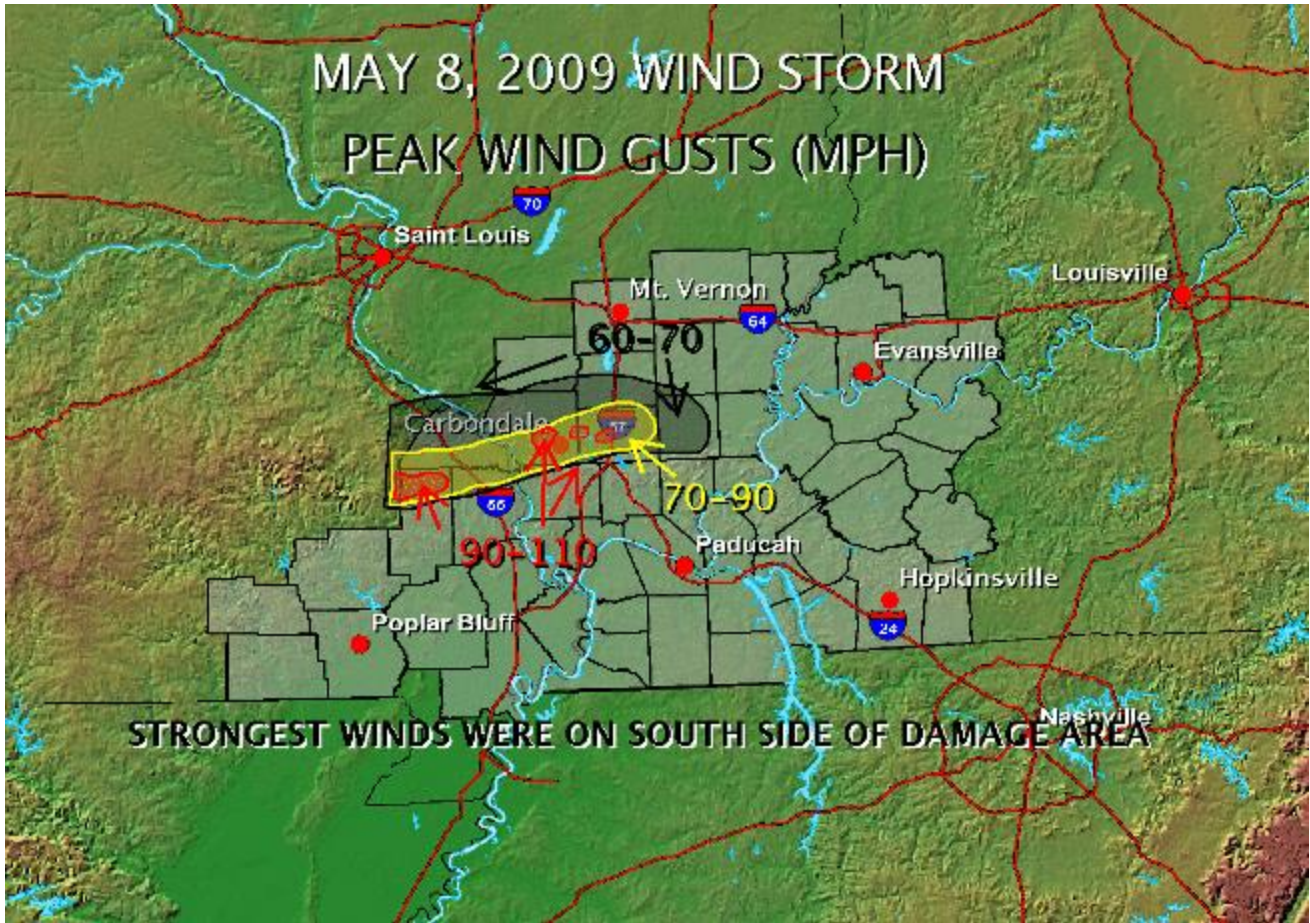 MAY 8, 2009 WIND STORM
PEAK WIND GUSTS (MPH)
70
Saint Louis
Louisville
Mt. Vernon
64
60-70
Evansville
Carbondale
57
70-90
55
90-110
Paducah
Hopkinsville
Poplar Bluff
24
Nashville
STRONGEST WINDS WERE ON SOUTH SIDE OF DAMAGE AREA